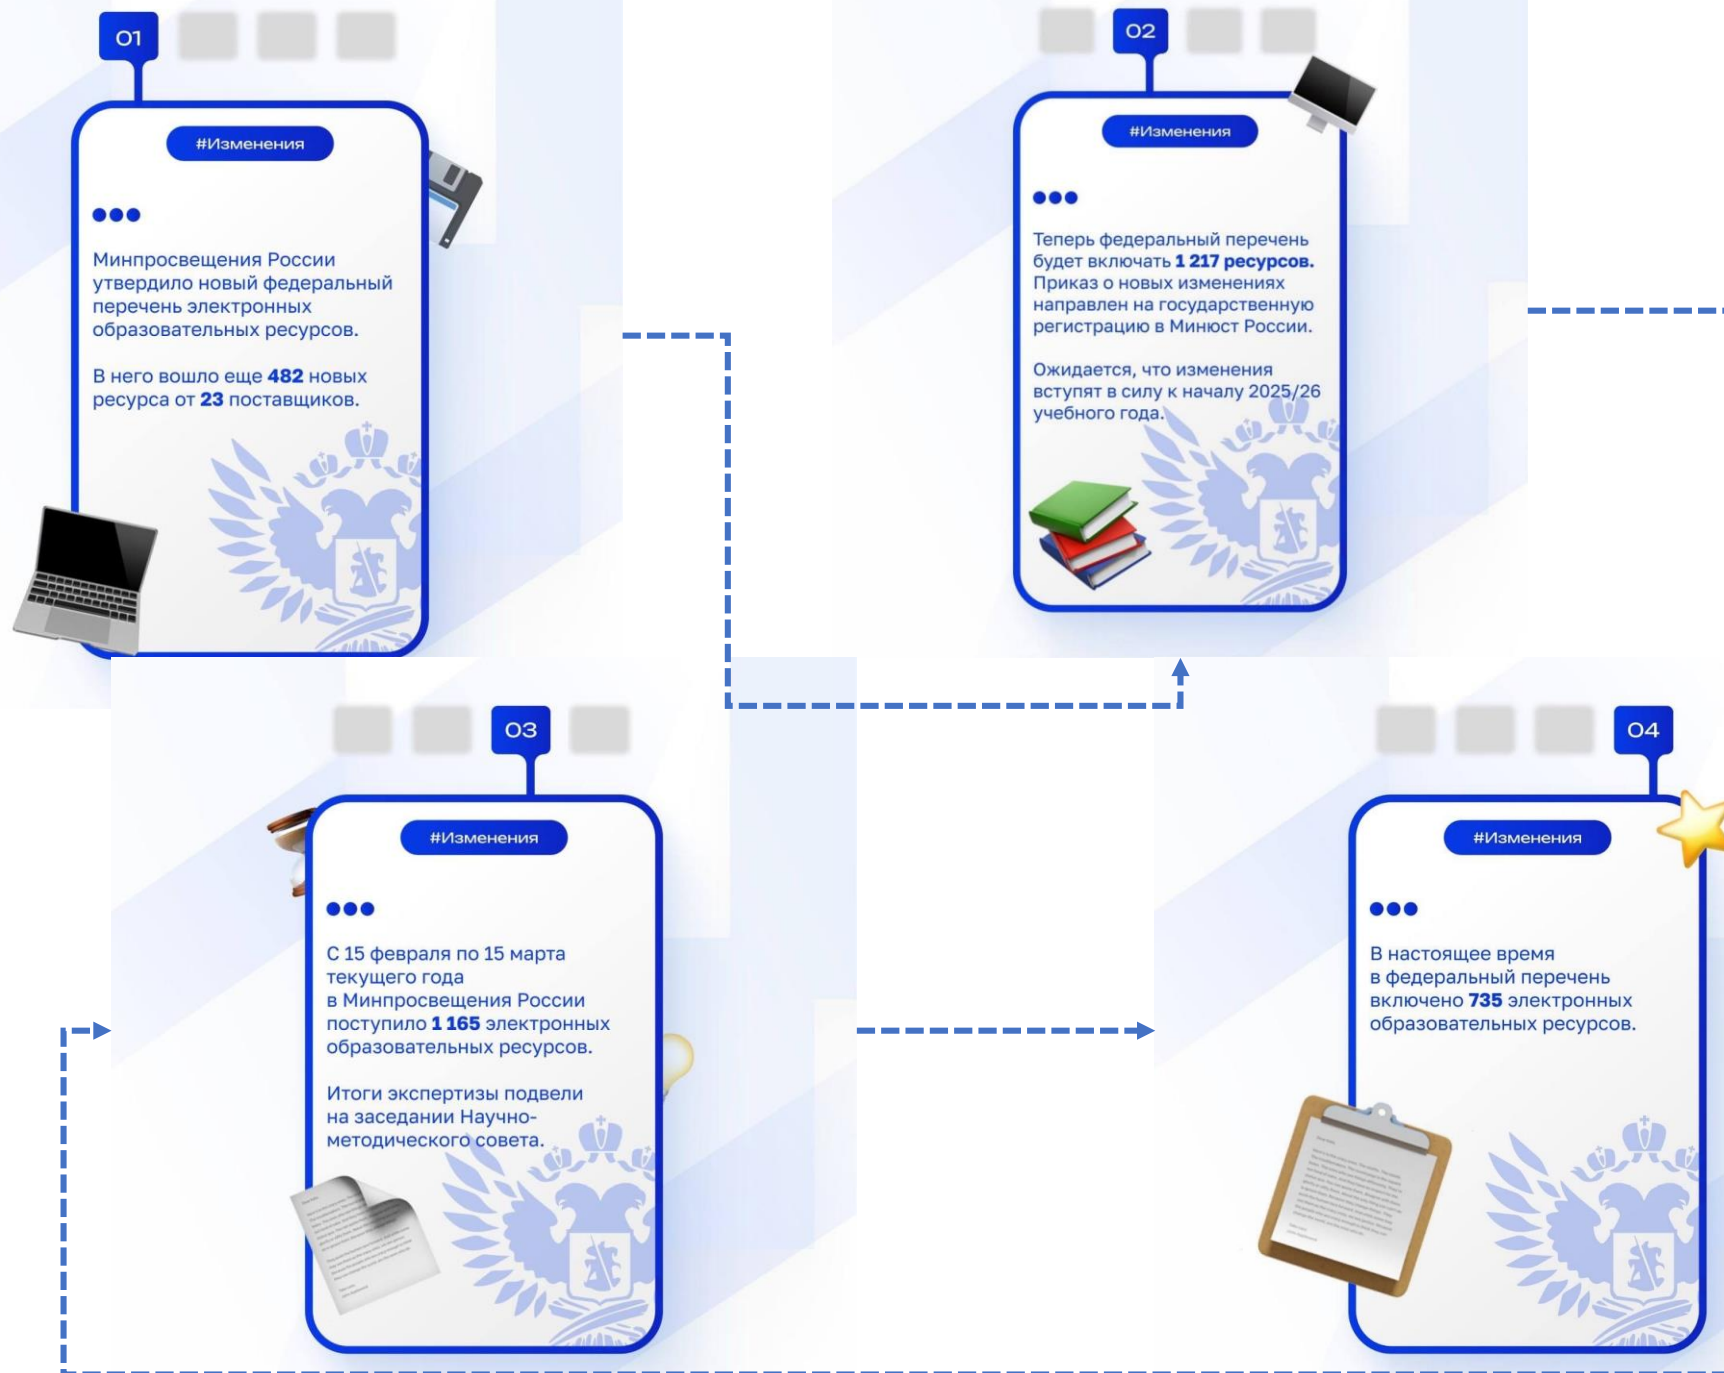 01
#Изменения
Минпросвещения России
утвердило новый федеральный
перечень электронных
образовательных ресурсов.
В него вошло еще 482 новых
ресурса от 23 поставщиков.
02
#Изменения
Теперь федеральный перечень
будет включать 1 217 ресурсов.
Приказ о новых изменениях
направлен на государственную
регистрацию в Минюст России.
Ожидается, что изменения
вступят в силу к началу 2025/26
учебного года.
03
#Изменения
С 15 февраля по 15 марта
текущего года
в Минпросвещения России
поступило 1 165 электронных
образовательных ресурсов.
Итоги экспертизы подвели
на заседании Научно-
методического совета.
04
#Изменения
В настоящее время
в федеральный перечень
включено 735 электронных
образовательных ресурсов.